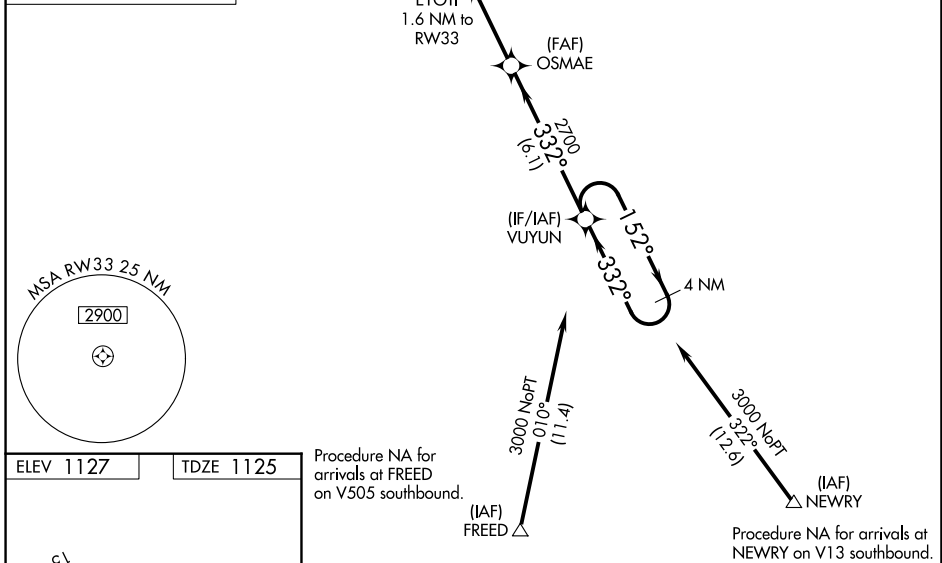 1.6 NM to
RW33
(FAF)
OSMAE
2700
332°
(6.1)
(IF/IAF)
VUYUN
152°
332°
4 NM
MSA RW33 25 NM
2900
3000 NoPT
010°
(11.4)
3000 NoPT
322°
(12.6)
ELEV 1127
TDZE 1125
Procedure NA for
arrivals at FREED
on V505 southbound.
(IAF)
FREED
(IAF)
NEWRY
Procedure NA for arrivals at
NEWRY on V13 southbound.